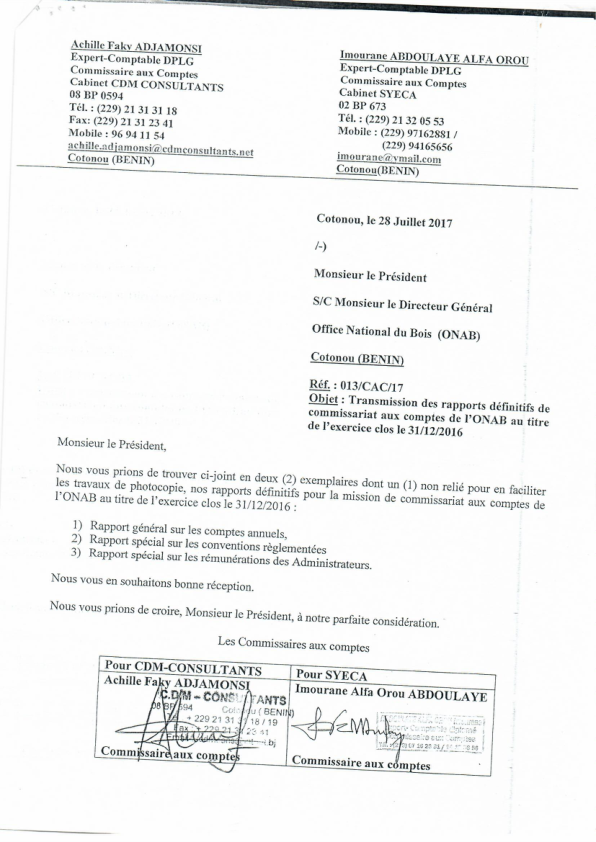 Achille Faky ADJAMONSI
Expert-Comptable DPLG
Commissaire aux Comptes
Cabinet CDM CONSULTANTS
08 BP 0594
Tél. : (229) 21 31 31 18
Fax: (229) 21 31 23 41
Mobile : 96 94 11 54
achille.adjamonsi@cdmconsultants.net
Cotonou (BENIN)
Imourane ABDOULAYE ALFA OROU
Expert-Comptable DPLG
Commissaire aux Comptes
Cabinet SYECA
02 BP 673
Tél. : (229) 21 32 05 53
Mobile : (229) 97162881 /
(229) 94165656
imourane@ymail.com
Cotonou(BENIN)
Cotonou, le 28 Juillet 2017
/-)
Monsieur le Président
S/C Monsieur le Directeur Général
Office National du Bois (ONAB)
Cotonou (BENIN)
Réf. : 013/CAC/17
Objet : Transmission des rapports définitifs de
commissariat aux comptes de l'ONAB au titre
de l'exercice clos le 31/12/2016
Monsieur le Président,
Nous vous prions de trouver ci-joint en deux (2) exemplaires dont un (1) non relié pour en faciliter
les travaux de photocopie, nos rapports définitifs pour la mission de commissariat aux comptes de
l'ONAB au titre de l'exercice clos le 31/12/2016 :
1) Rapport général sur les comptes annuels,
2) Rapport spécial sur les conventions règlementées
3) Rapport spécial sur les rémunérations des Administrateurs.
Nous vous en souhaitons bonne réception.
Nous vous prions de croire, Monsieur le Président, à notre parfaite considération.
Les Commissaires aux comptes
Pour CDM-CONSULTANTS
Achille Faky ADJAMONSI
C.D.M – CONSULTANTS
08 BP 594
( BENIN)
+ 229 21 31 18 / 19
+ 229 21 31 23 41
Commissaire aux comptes
Pour SYECA
Imourane Alfa Orou ABDOULAYE
Commissaire aux comptes